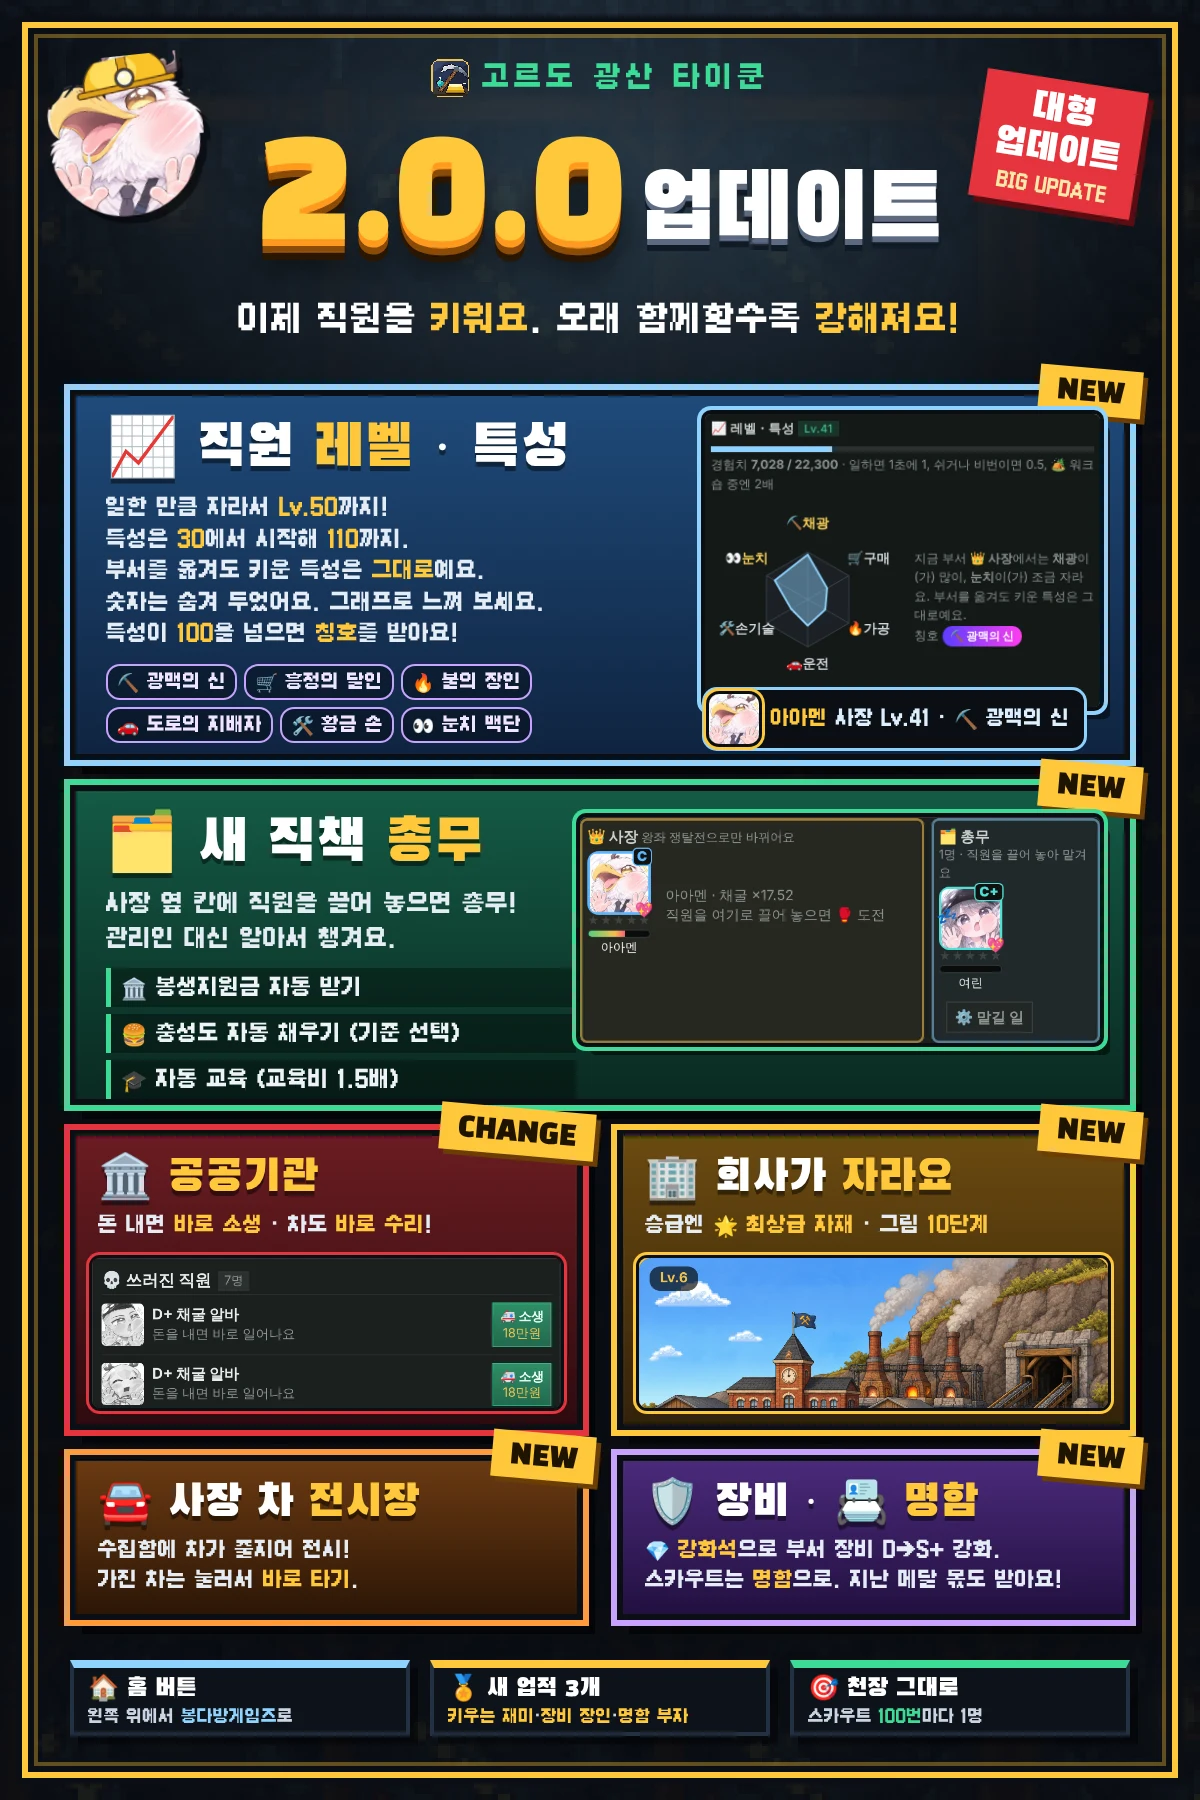 고르도 광산 타이쿤
2.0.0 업데이트
대형
업데이트
BIG UPDATE
이제 직원을 키워요. 오래 함께할수록 강해져요!
NEW
직원 레벨 · 특성
일한 만큼 자라서 Lv.50까지!
특성은 30에서 시작해 110까지.
부서를 옮겨도 키운 특성은 그대로예요.
숫자는 숨겨 두었어요. 그래프로 느껴 보세요.
특성이 100을 넘으면 칭호를 받아요!
광맥의 신
흥정의 달인
불의 장인
도로의 지배자
황금 손
눈치 백단
레벨 · 특성 Lv.41
경험치 7,028 / 22,300 · 일하면 1초에 1, 쉬거나 비번이면 0.5, 워크
숍 중엔 2배
채광
눈치
구매
손기술
가공
운전
지금 부서 사장에서는 채광이
(가) 많이, 눈치이(가) 조금 자라
요. 부서를 옮겨도 키운 특성은 그
대로예요.
칭호 광맥의 신
아아멘 사장 Lv.41 · 광맥의 신
NEW
새 직책 총무
사장 옆 칸에 직원을 끌어 놓으면 총무!
관리인 대신 알아서 챙겨요.
봉생지원금 자동 받기
충성도 자동 채우기 (기준 선택)
자동 교육 (교육비 1.5배)
사장 왕좌 쟁탈전으로만 바뀌어요
C
아아멘 · 채굴 ×17.52
직원을 여기로 끌어 놓으면 도전
★★★★★
아아멘
총무
1명 · 직원을 끌어 놓아 맡겨
요
C+
★★★★★
여린
맡길 일
CHANGE
공공기관
돈 내면 바로 소생 · 차도 바로 수리!
쓰러진 직원 7명
D+ 채굴 알바
돈을 내면 바로 일어나요
소생
18만원
D+ 채굴 알바
돈을 내면 바로 일어나요
소생
18만원
NEW
회사가 자라요
승급엔 최상급 자재 · 그림 10단계
Lv.6
NEW
사장 차 전시장
수집함에 차가 줄지어 전시!
가진 차는 눌러서 바로 타기.
NEW
장비 · 명함
강화석으로 부서 장비 D→S+ 강화.
스카우트는 명함으로. 지난 메달 몫도 받아요!
홈 버튼
왼쪽 위에서 봉다방게임즈로
새 업적 3개
키우는 재미·장비 장인·명함 부자
천장 그대로
스카우트 100번마다 1명